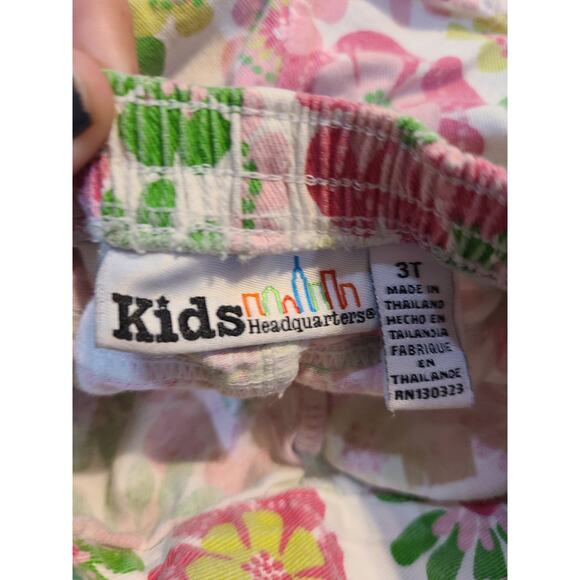 Kids
Headquarters®
3T
MADE IN
THAILAND
HECHO EN
TAILANDIA
FABRIQUE
EN
THAILANDE
RN130323